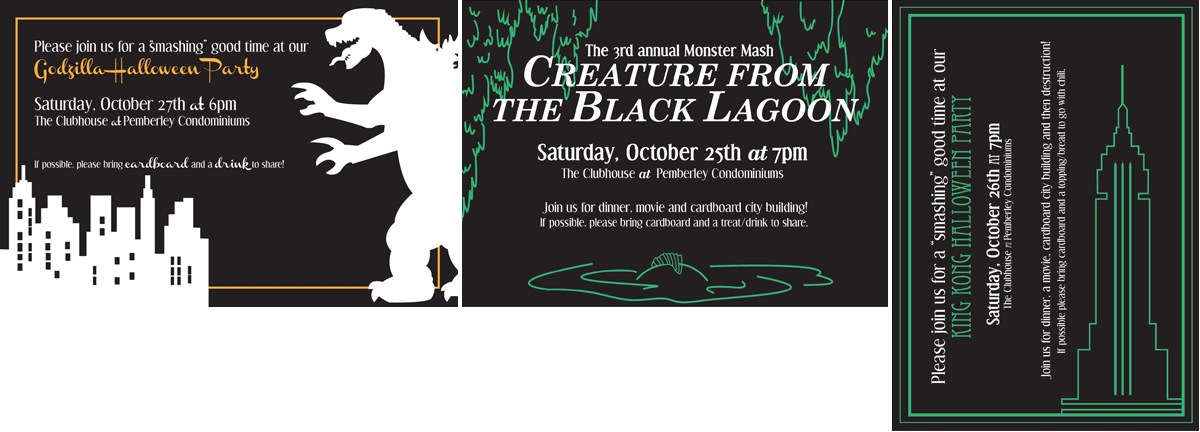 Please join us for a "smashing" good time at our
Godzilla Halloween Party
Saturday, October 27th at 6pm
The Clubhouse at Pemberley Condominiums
If possible, please bring cardboard and a drink to share!
The 3rd annual Monster Mash
CREATURE FROM
THE BLACK LAGOON
Saturday, October 25th at 7pm
The Clubhouse at Pemberley Condominiums
Join us for dinner, movie and cardboard city building!
If possible, please bring cardboard and a treat/drink to share.
Please join us for a "smashing" good time at our
KING KONG HALLOWEEN PARTY
Saturday, October 26th AT 7pm
The Clubhouse AT Pemberley Condominiums
Join us for dinner, a movie, cardboard city building and then destruction!
If possible please bring cardboard and a topping/bread to go with chili.